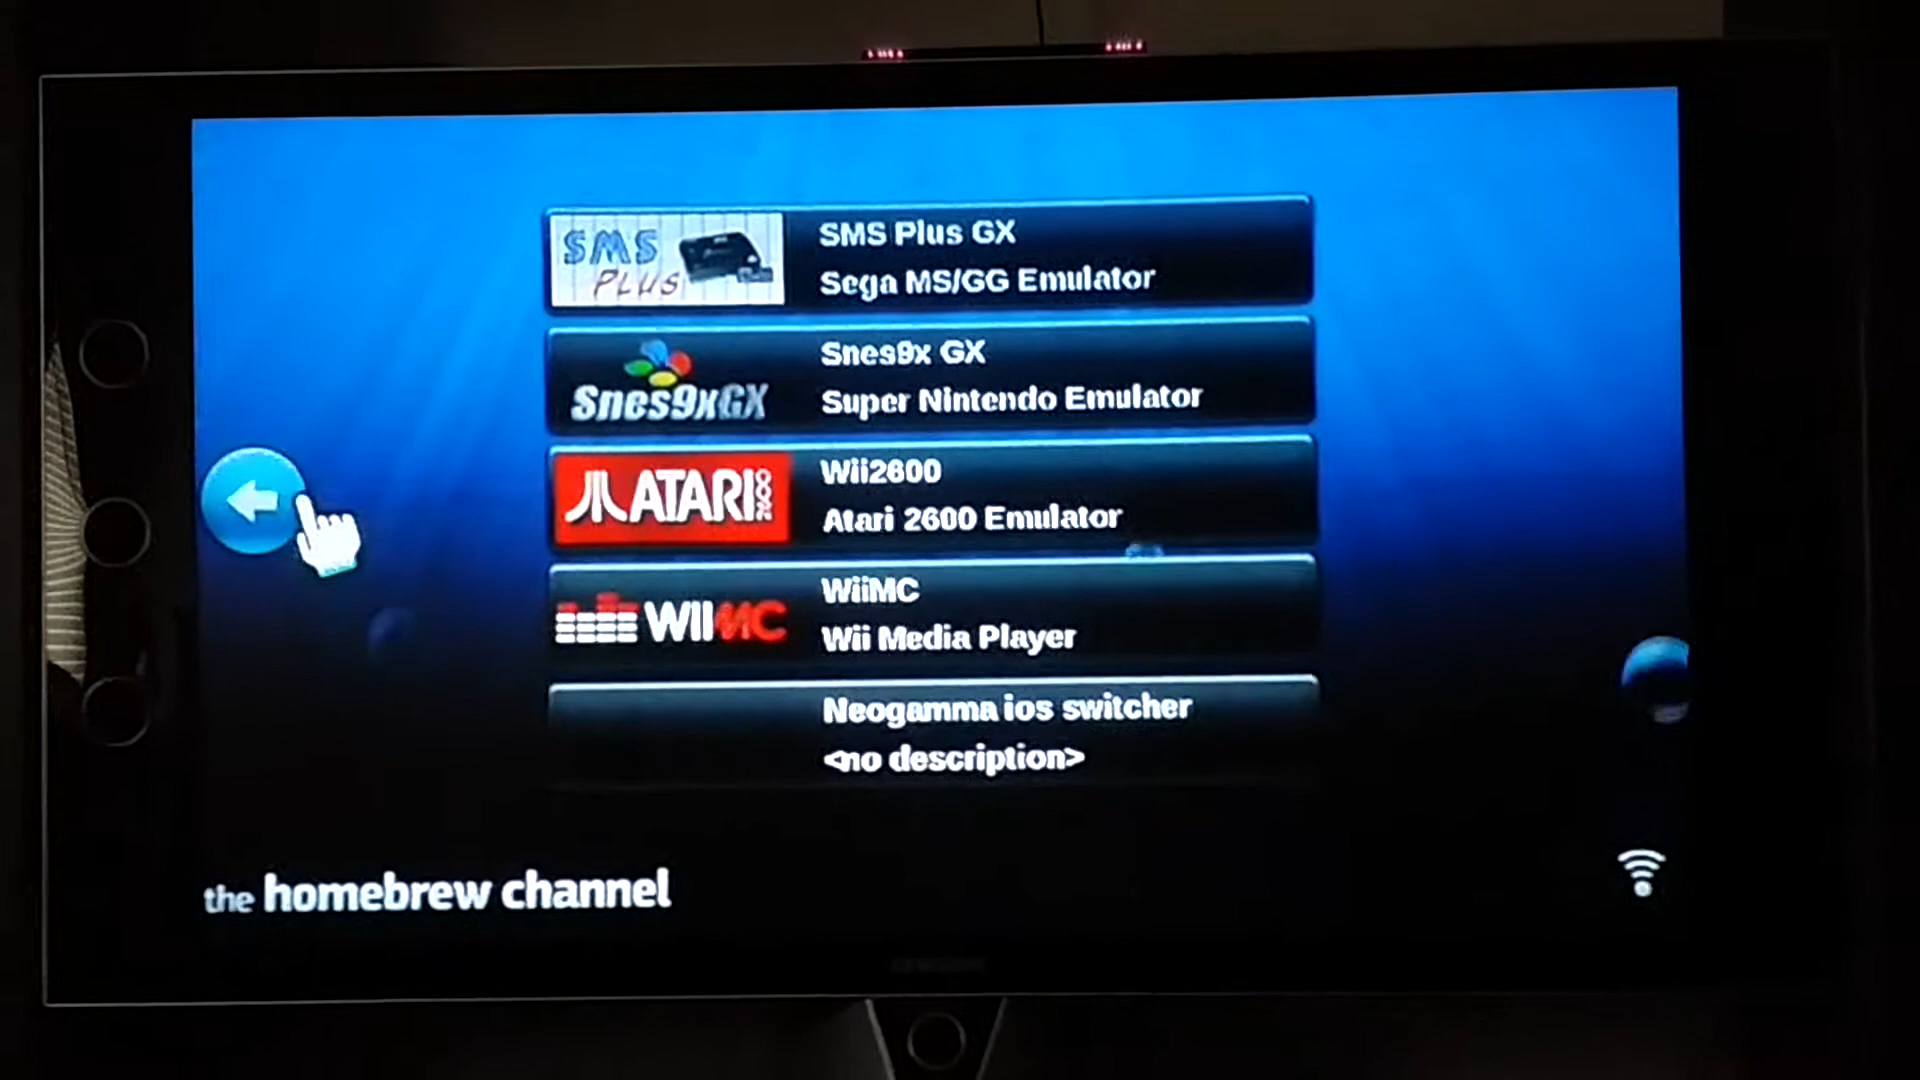 SMS PLUS
SMS Plus GX
Sega MS/GG Emulator
Snes9xGX
Snes9x GX
Super Nintendo Emulator
ATARI 2600
Wii2600
Atari 2600 Emulator
WIIMC
WiiMC
Wii Media Player
Neogamma ios switcher
<no description>
the homebrew channel